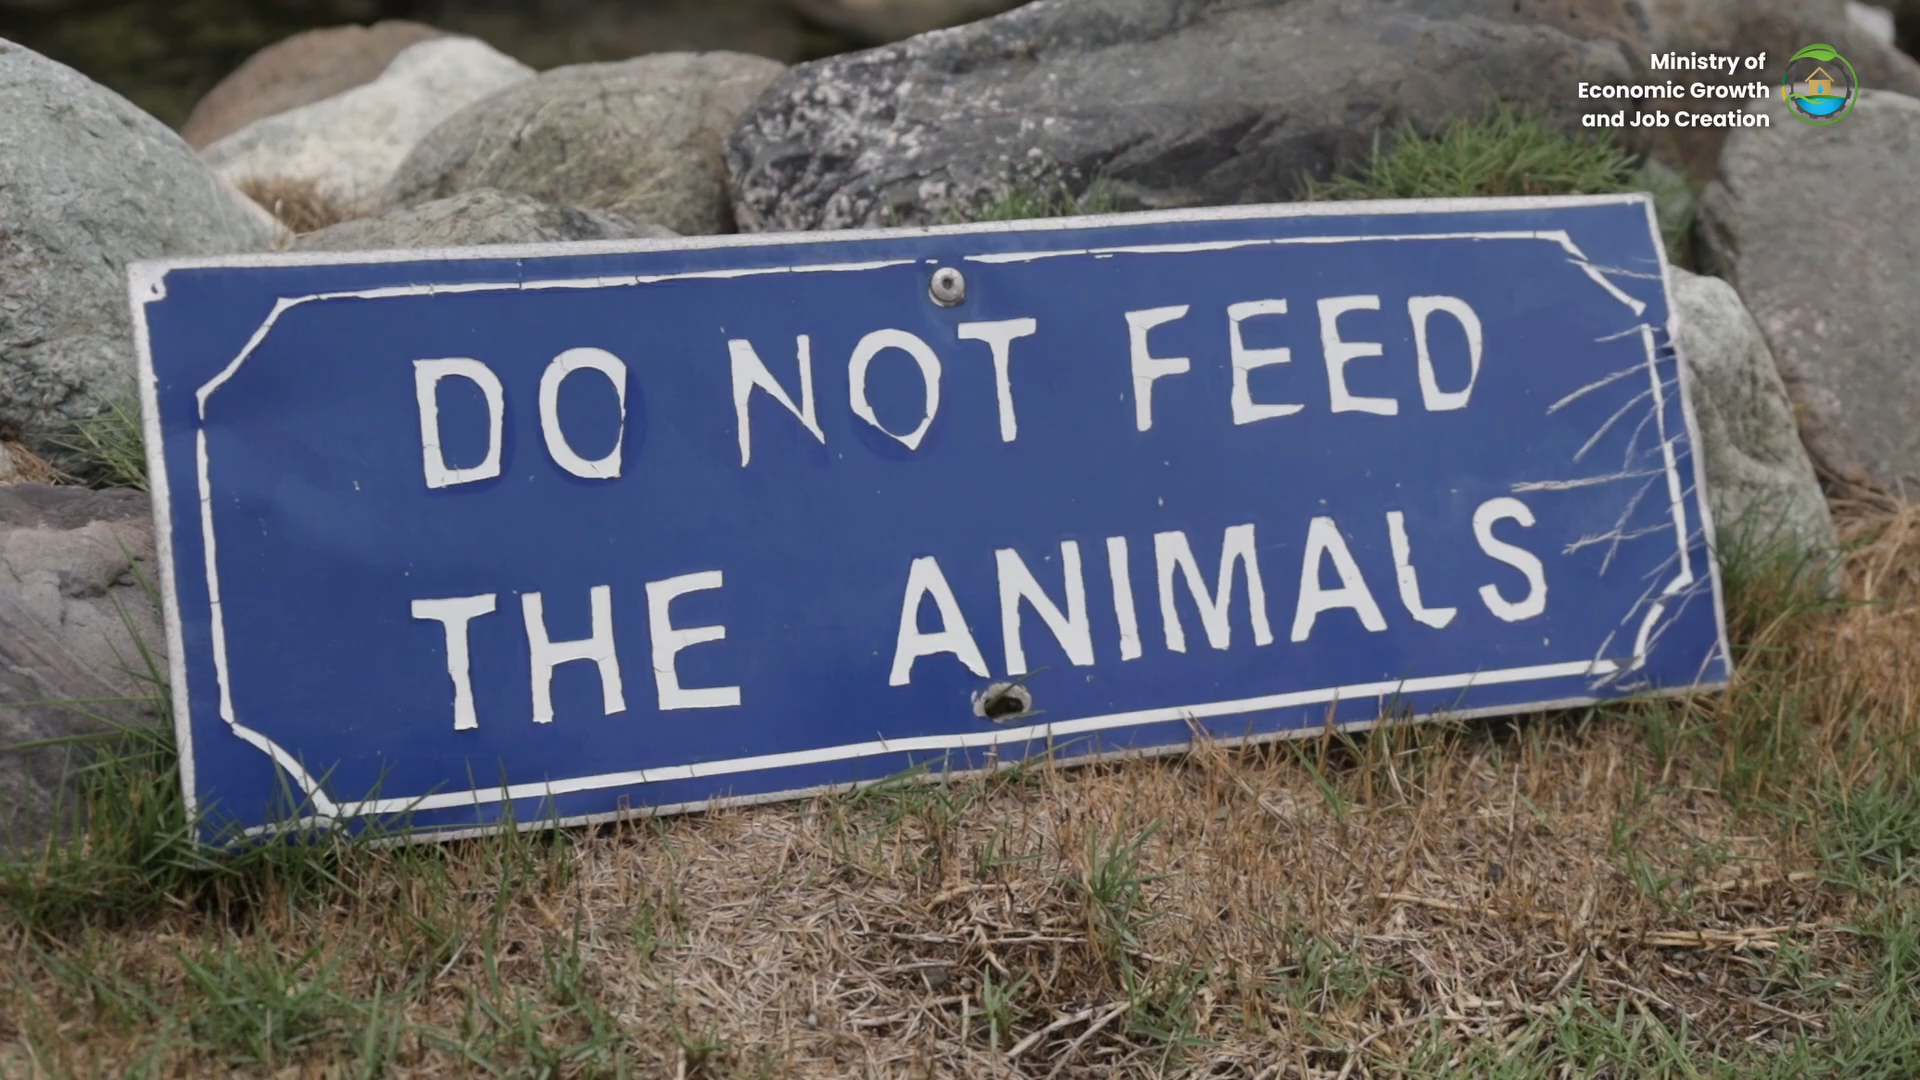 Ministry of
Economic Growth
and Job Creation
DO NOT FEED
THE ANIMALS